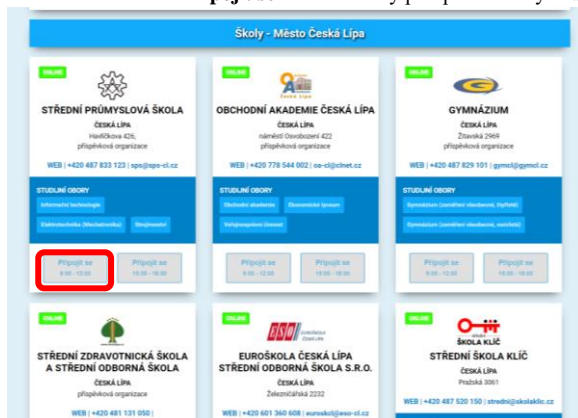 Školy - Město Česká Lípa
ONLINE
STŘEDNÍ PRŮMYSLOVÁ ŠKOLA
ČESKÁ LÍPA
Havlíčkova 426,
příspěvková organizace
WEB | +420 487 833 123 | sps@sps-cl.cz
STUDIJNÍ OBORY
Informační technologie
Elektrotechnika (Mechatronika)
Strojírenství
Připojit se
9:00 - 12:00
Připojit se
15:00 - 18:00
ONLINE
OBCHODNÍ AKADEMIE ČESKÁ LÍPA
ČESKÁ LÍPA
náměstí Osvobození 422
příspěvková organizace
WEB | +420 778 544 002 | oa-cl@clnet.cz
STUDIJNÍ OBORY
Obchodní akademie
Ekonomické lyceum
Veřejnosprávní činnost
Připojit se
9:00 - 12:00
Připojit se
15:00 - 18:00
ONLINE
GYMNÁZIUM
ČESKÁ LÍPA
Žitavská 2969
příspěvková organizace
WEB | +420 487 829 101 | gymcl@gymcl.cz
STUDIJNÍ OBORY
Gymnázium (zaměření všeobecné, čtyřleté)
Gymnázium (zaměření všeobecné, osmileté)
Připojit se
9:00 - 12:00
Připojit se
15:00 - 18:00
ONLINE
STŘEDNÍ ZDRAVOTNICKÁ ŠKOLA
A STŘEDNÍ ODBORNÁ ŠKOLA
ČESKÁ LÍPA
příspěvková organizace
WEB | +420 481 131 050 |
ONLINE
ESO
EUROŠKOLA ČESKÁ LÍPA
STŘEDNÍ ODBORNÁ ŠKOLA S.R.O.
ČESKÁ LÍPA
Železničářská 2232
WEB | +420 601 360 608 | euroskol@eso-cl.cz
ONLINE
ŠKOLA KLÍČ
STŘEDNÍ ŠKOLA KLÍČ
ČESKÁ LÍPA
Pražská 3061
WEB | +420 487 520 150 | stredni@skolaklic.cz